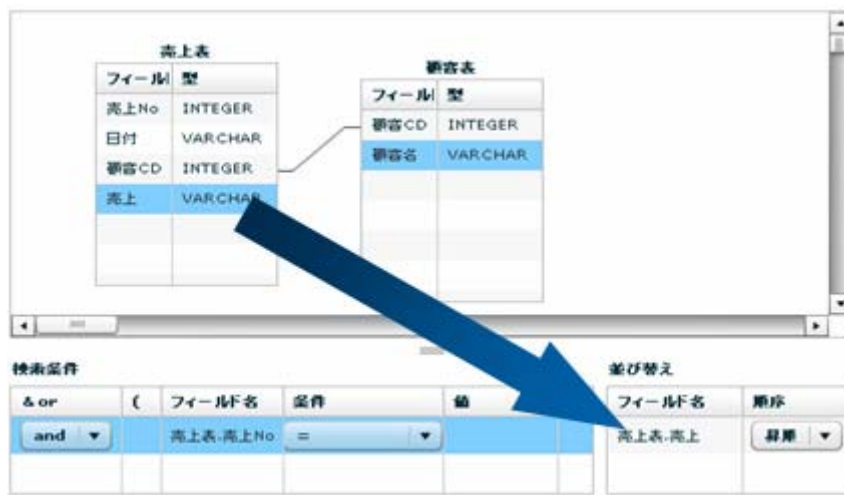 売上表
フィール 型
売上No INTEGER
日付 VARCHAR
顧客CD INTEGER
売上 VARCHAR
顧客表
フィール 型
顧客CD INTEGER
顧客名 VARCHAR
検索条件
& or ( フィールド名 条件 値
and 売上表.売上No =
並び替え
フィールド名 順序
売上表.売上 昇順